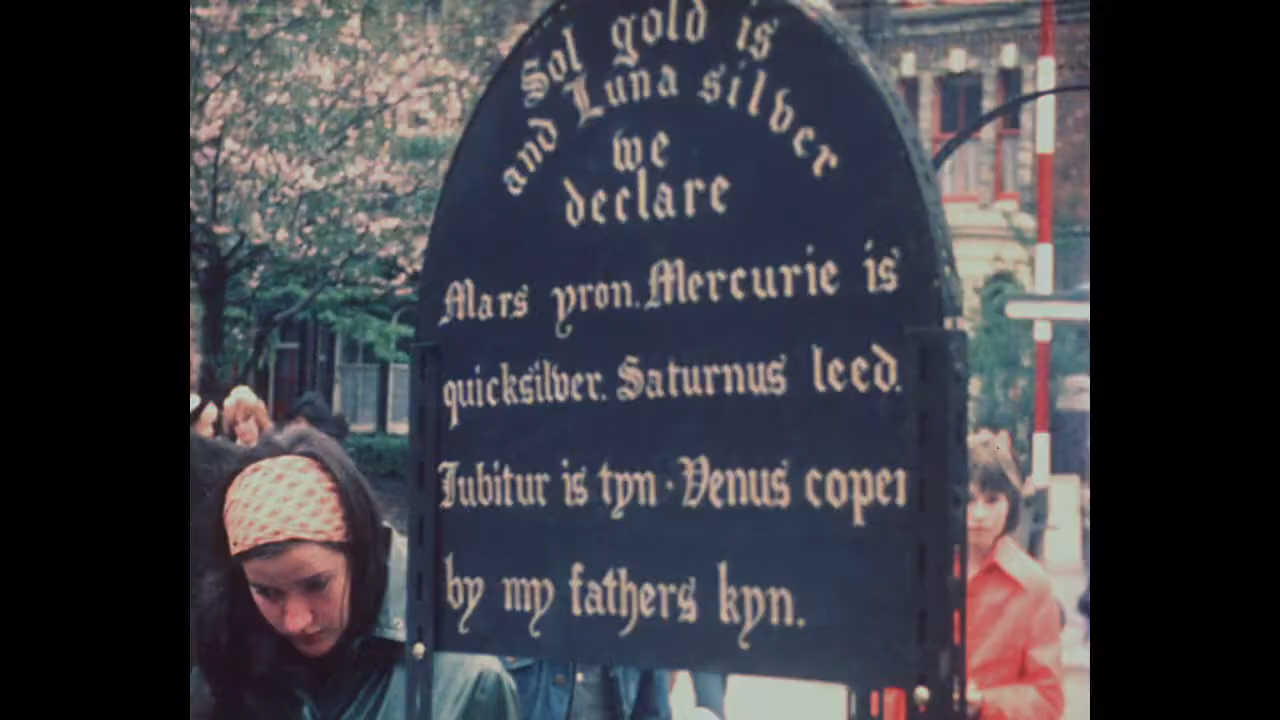 Sol gold is
and Luna silver
we
declare
Mars yron. Mercurie is
quicksilver. Saturnus leed.
Jubitur is tyn · Venus coper
by my fathers kyn.